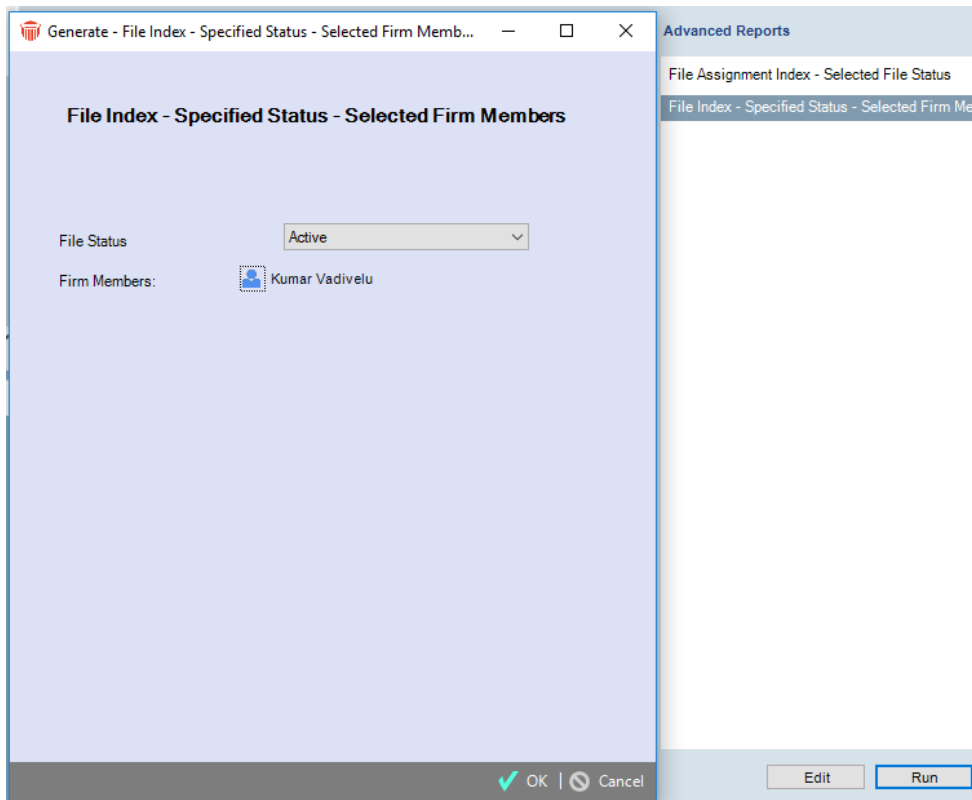 Generate - File Index - Specified Status - Selected Firm Memb...
File Index - Specified Status - Selected Firm Members
File Status
Active
Firm Members:
Kumar Vadivelu
OK | Cancel
Advanced Reports
File Assignment Index - Selected File Status
File Index - Specified Status - Selected Firm Me
Edit
Run